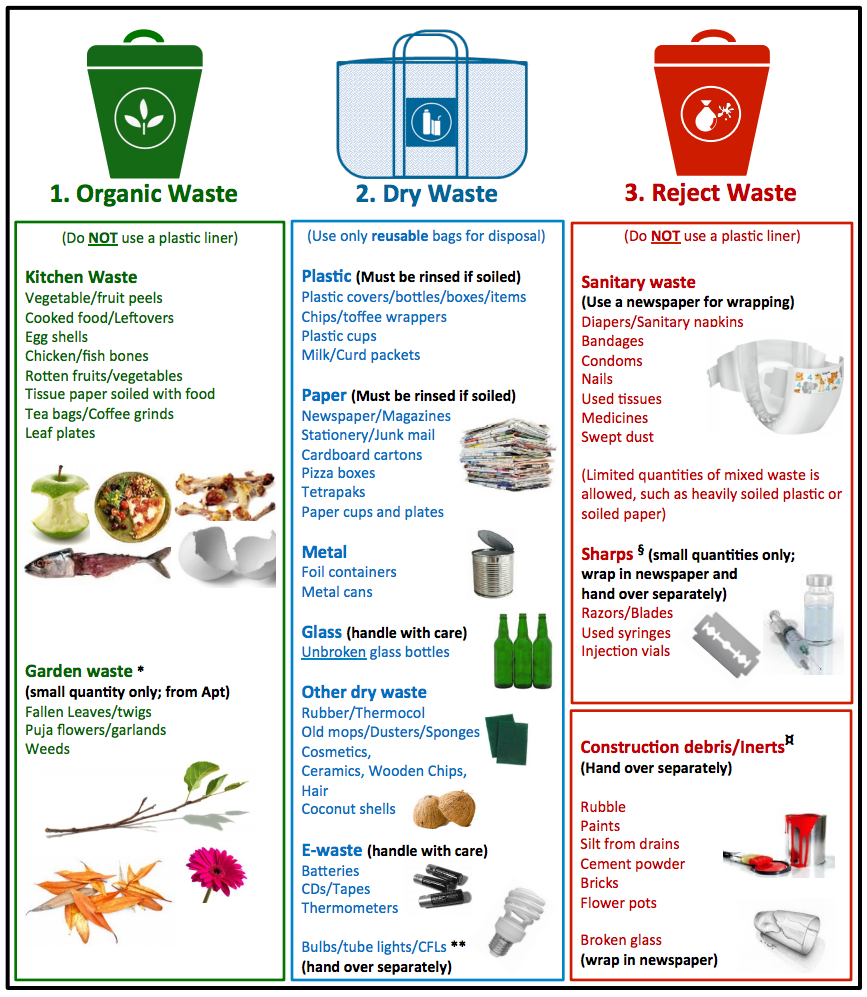 1. Organic Waste
(Do NOT use a plastic liner)
Kitchen Waste
Vegetable/fruit peels
Cooked food/Leftovers
Egg shells
Chicken/fish bones
Rotten fruits/vegetables
Tissue paper soiled with food
Tea bags/Coffee grinds
Leaf plates
Garden waste *
(small quantity only; from Apt)
Fallen Leaves/twigs
Puja flowers/garlands
Weeds
2. Dry Waste
(Use only reusable bags for disposal)
Plastic (Must be rinsed if soiled)
Plastic covers/bottles/boxes/items
Chips/toffee wrappers
Plastic cups
Milk/Curd packets
Paper (Must be rinsed if soiled)
Newspaper/Magazines
Stationery/Junk mail
Cardboard cartons
Pizza boxes
Tetrapaks
Paper cups and plates
Metal
Foil containers
Metal cans
Glass (handle with care)
Unbroken glass bottles
Other dry waste
Rubber/Thermocol
Old mops/Dusters/Sponges
Cosmetics,
Ceramics, Wooden Chips,
Hair
Coconut shells
E-waste (handle with care)
Batteries
CDs/Tapes
Thermometers
Bulbs/tube lights/CFLs **
(hand over separately)
3. Reject Waste
(Do NOT use a plastic liner)
Sanitary waste
(Use a newspaper for wrapping)
Diapers/Sanitary napkins
Bandages
Condoms
Nails
Used tissues
Medicines
Swept dust
(Limited quantities of mixed waste is
allowed, such as heavily soiled plastic or
soiled paper)
Sharps § (small quantities only;
wrap in newspaper and
hand over separately)
Razors/Blades
Used syringes
Injection vials
Construction debris/Inerts¤
(Hand over separately)
Rubble
Paints
Silt from drains
Cement powder
Bricks
Flower pots
Broken glass
(wrap in newspaper)